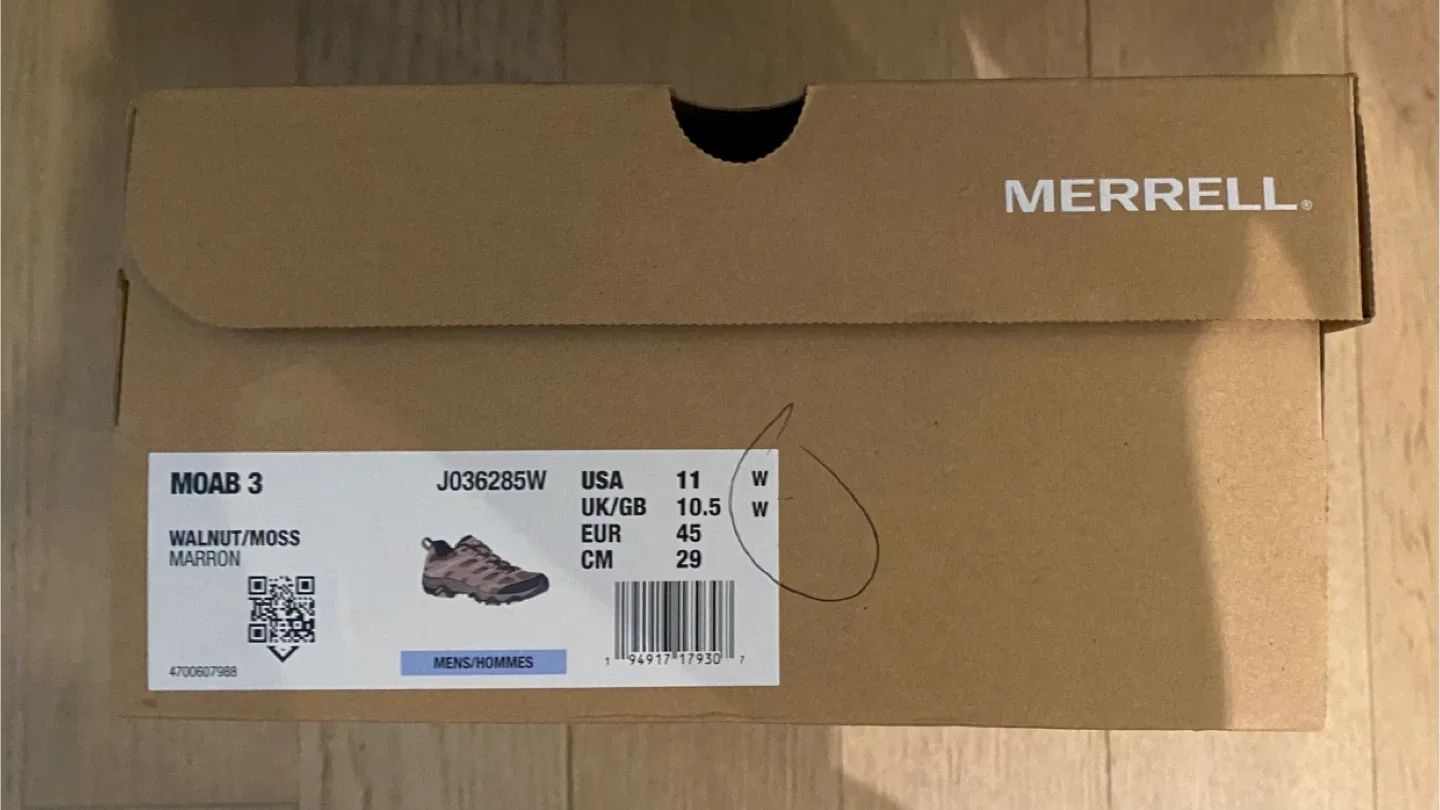 MERRELL®
MOAB 3
J036285W
USA 11 W
UK/GB 10.5 W
EUR 45
CM 29
WALNUT/MOSS
MARRON
4700607988
MENS/HOMMES
1 94917 17930 7